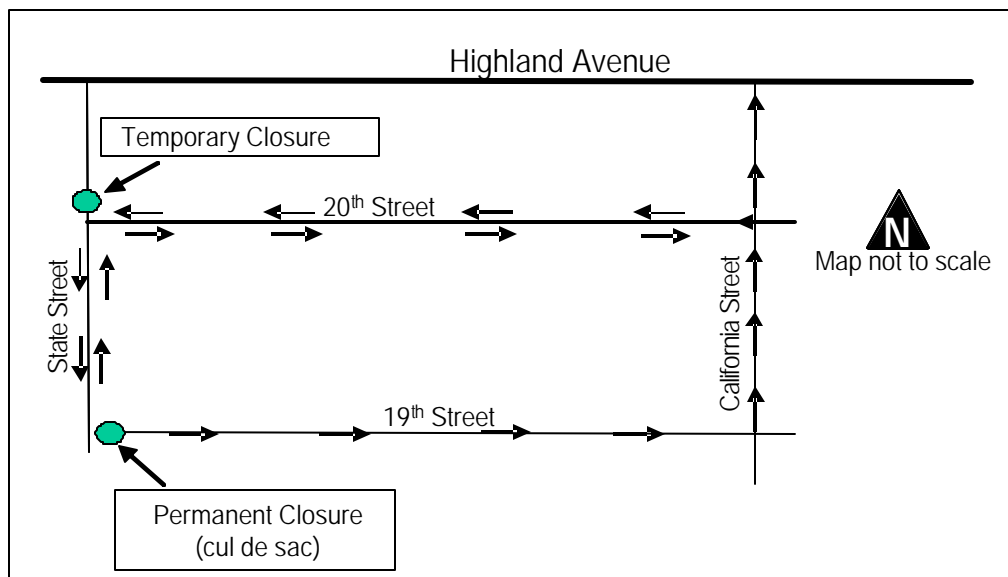 Highland Avenue
Temporary Closure
20th Street
N
Map not to scale
State Street
California Street
19th Street
Permanent Closure
(cul de sac)